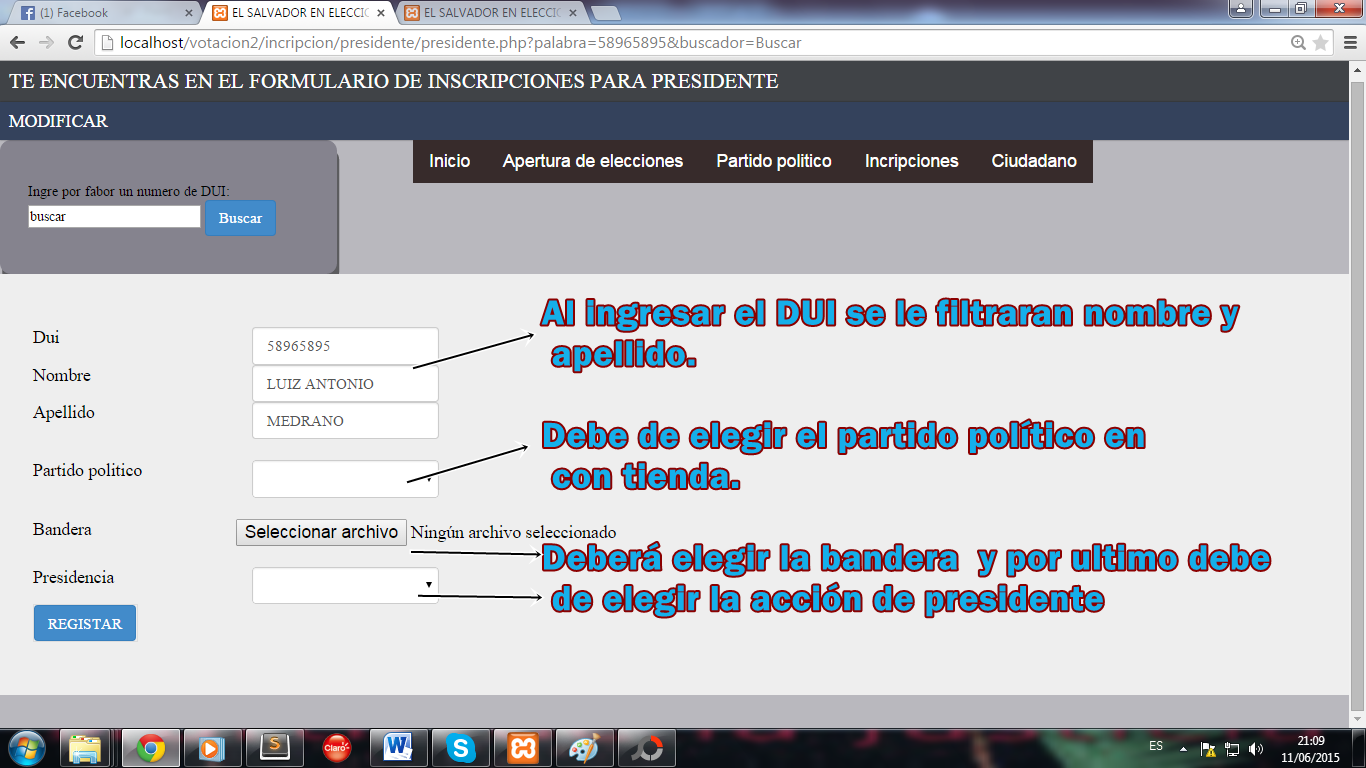 (1) Facebook
EL SALVADOR EN ELECCIO
EL SALVADOR EN ELECCIO
localhost/votacion2/incripcion/presidente/presidente.php?palabra=58965895&buscador=Buscar
TE ENCUENTRAS EN EL FORMULARIO DE INSCRIPCIONES PARA PRESIDENTE
MODIFICAR
Inicio Apertura de elecciones Partido politico Incripciones Ciudadano
Ingre por fabor un numero de DUI:
buscar Buscar
Al ingresar el DUI se le filtraran nombre y
apellido.
Dui 58965895
Nombre LUIZ ANTONIO
Apellido MEDRANO
Debe de elegir el partido político en
con tienda.
Partido politico
Bandera Seleccionar archivo Ningún archivo seleccionado
Deberá elegir la bandera y por ultimo debe
de elegir la acción de presidente
Presidencia
REGISTAR
Claro
ES
21:09
11/06/2015